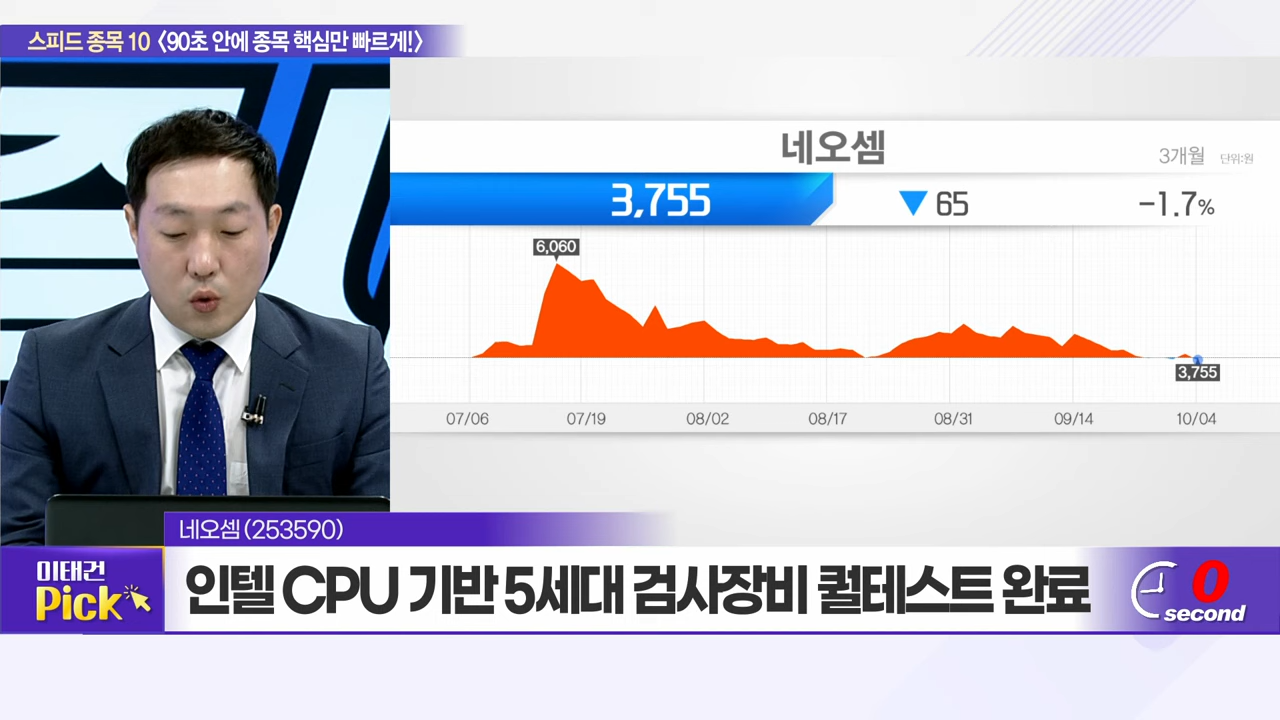 스피드 종목 10 〈90초 안에 종목 핵심만 빠르게!〉
네오셈
3개월 단위:원
3,755 ▼ 65 -1.7%
6,060
3,755
07/06 07/19 08/02 08/17 08/31 09/14 10/04
네오셈(253590)
이태건
Pick
인텔 CPU 기반 5세대 검사장비 퀄테스트 완료
0
second